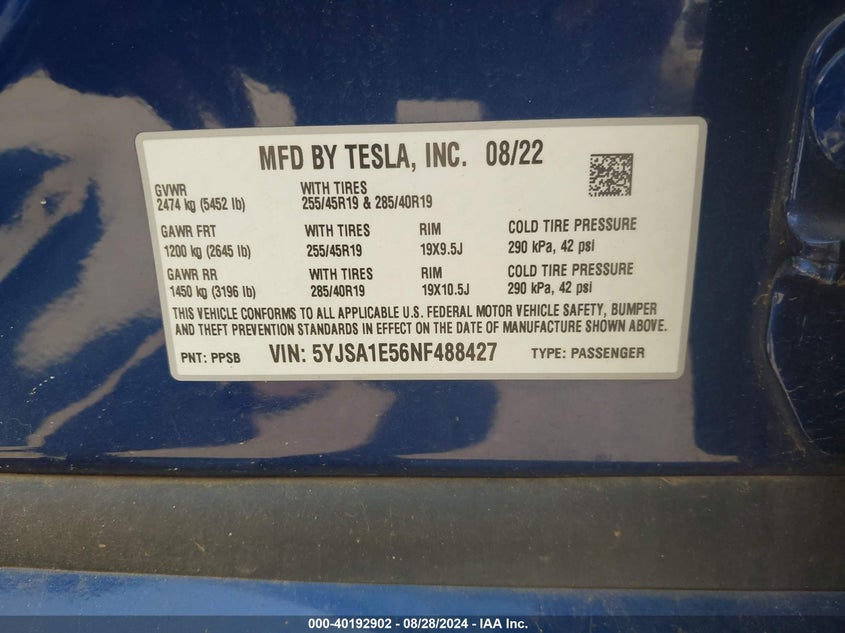 MFD BY TESLA, INC. 08/22
GVWR WITH TIRES
2474 kg (5452 lb) 255/45R19 & 285/40R19
GAWR FRT WITH TIRES RIM COLD TIRE PRESSURE
1200 kg (2645 lb) 255/45R19 19X9.5J 290 kPa, 42 psi
GAWR RR WITH TIRES RIM COLD TIRE PRESSURE
1450 kg (3196 lb) 285/40R19 19X10.5J 290 kPa, 42 psi
THIS VEHICLE CONFORMS TO ALL APPLICABLE U.S. FEDERAL MOTOR VEHICLE SAFETY, BUMPER
AND THEFT PREVENTION STANDARDS IN EFFECT ON THE DATE OF MANUFACTURE SHOWN ABOVE.
PNT: PPSB VIN: 5YJSA1E56NF488427 TYPE: PASSENGER
000-40192902 - 08/28/2024 - IAA Inc.